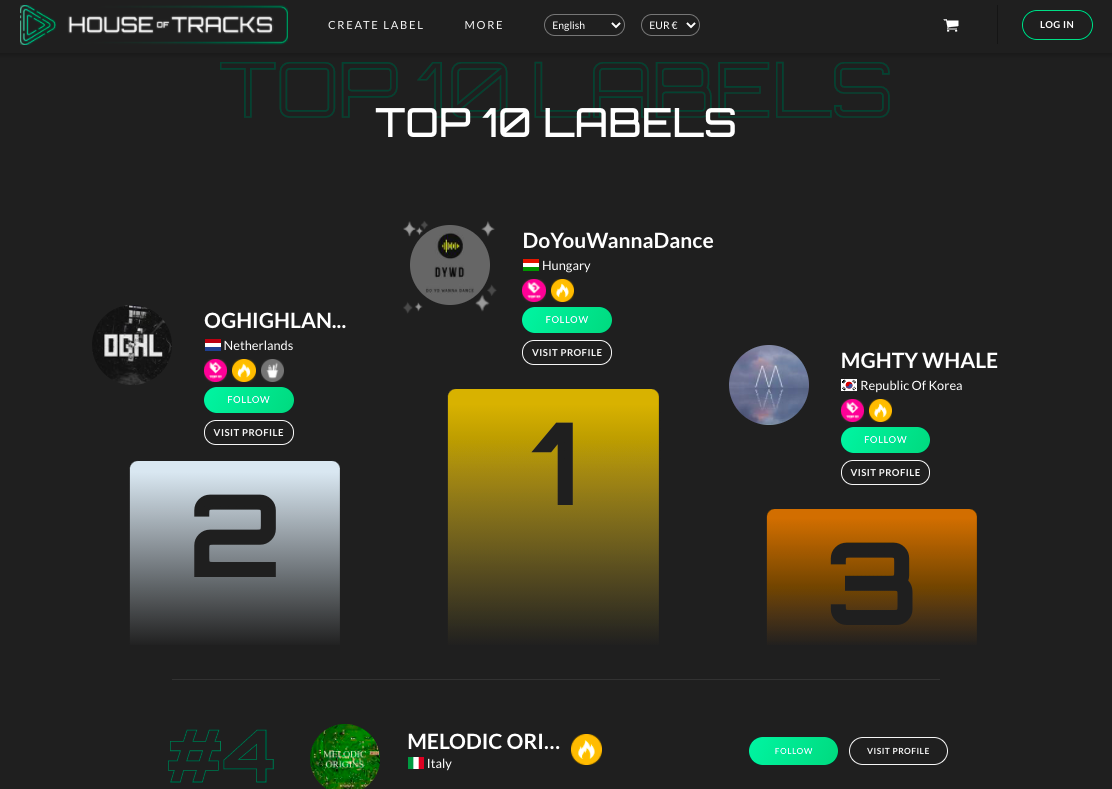 HOUSE OF TRACKS
CREATE LABEL
MORE
English
EUR €
LOG IN
TOP 10 LABELS
TOP 10 LABELS
DYWD
DO YO WANNA DANCE
DoYouWannaDance
Hungary
FOLLOW
VISIT PROFILE
OGHL
OGHIGHLAN...
Netherlands
FOLLOW
VISIT PROFILE
MGHTY WHALE
Republic Of Korea
FOLLOW
VISIT PROFILE
1
2
3
#4
MELODIC
ORIGINS
MELODIC ORI...
Italy
FOLLOW
VISIT PROFILE